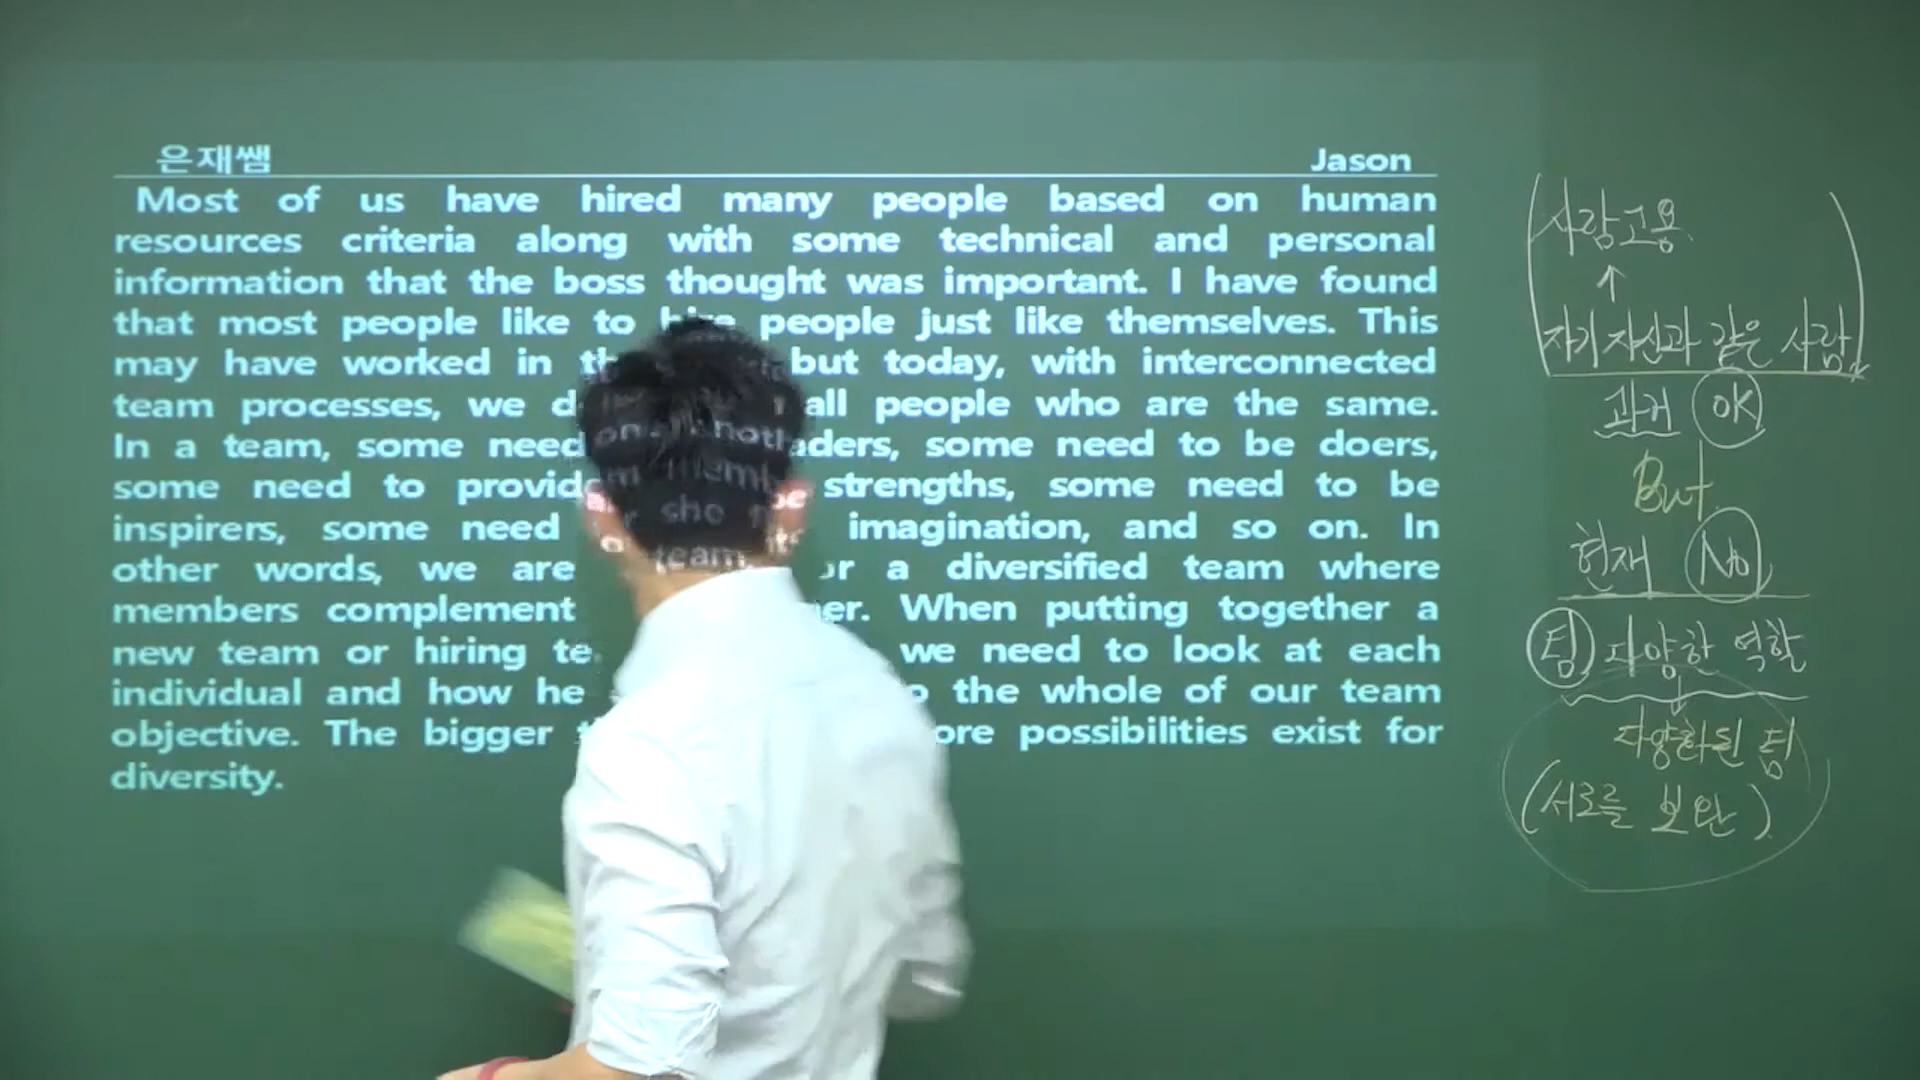 은재쌤 Jason
Most of us have hired many people based on human
resources criteria along with some technical and personal
information that the boss thought was important. I have found
that most people like to hire people just like themselves. This
may have worked in but today, with interconnected
team processes, we all people who are the same.
In a team, some need some need to be doers,
some need to provide strengths, some need to be
inspirers, some need imagination, and so on. In
other words, we are or a diversified team where
members complement When putting together a
new team or hiring we need to look at each
individual and how he the whole of our team
objective. The bigger possibilities exist for
diversity.
사람고용
↑
자기 자신과 같은 사람
과거 OK
But
현재 No
팀 다양한 역할
↓
다양화된 팀
(서로를 보완)